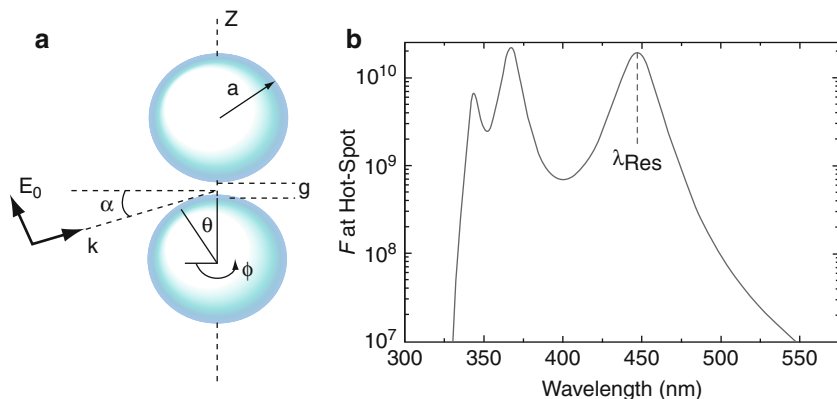 a
Z
a
E0
α
g
θ
k
ϕ
b
F at Hot-Spot
10^10
10^9
10^8
10^7
λRes
300 350 400 450 500 550
Wavelength (nm)